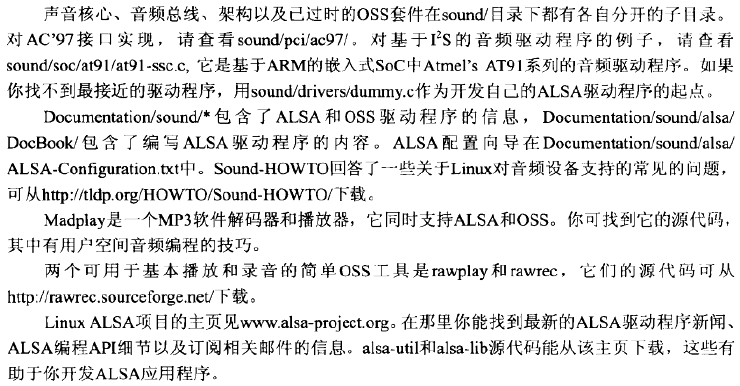 声音核心、音频总线、架构以及已过时的OSS套件在sound/目录下都有各自分开的子目录。
对AC'97接口实现，请查看sound/pci/ac97/。对基于I²S的音频驱动程序的例子，请查看
sound/soc/at91/at91-ssc.c, 它是基于ARM的嵌入式SoC中Atmel's AT91系列的音频驱动程序。如果
你找不到最接近的驱动程序，用sound/drivers/dummy.c作为开发自己的ALSA驱动程序的起点。
Documentation/sound/*包含了ALSA和OSS驱动程序的信息，Documentation/sound/alsa/
DocBook/包含了编写ALSA驱动程序的内容。ALSA配置向导在Documentation/sound/alsa/
ALSA-Configuration.txt中。Sound-HOWTO回答了一些关于Linux对音频设备支持的常见的问题，
可从http://tldp.org/HOWTO/Sound-HOWTO/下载。
Madplay是一个MP3软件解码器和播放器，它同时支持ALSA和OSS。你可找到它的源代码，
其中有用户空间音频编程的技巧。
两个可用于基本播放和录音的简单OSS工具是rawplay和rawrec，它们的源代码可从
http://rawrec.sourceforge.net/下载。
Linux ALSA项目的主页见www.alsa-project.org。在那里你能找到最新的ALSA驱动程序新闻、
ALSA编程API细节以及订阅相关邮件的信息。alsa-util和alsa-lib源代码能从该主页下载，这些有
助于你开发ALSA应用程序。